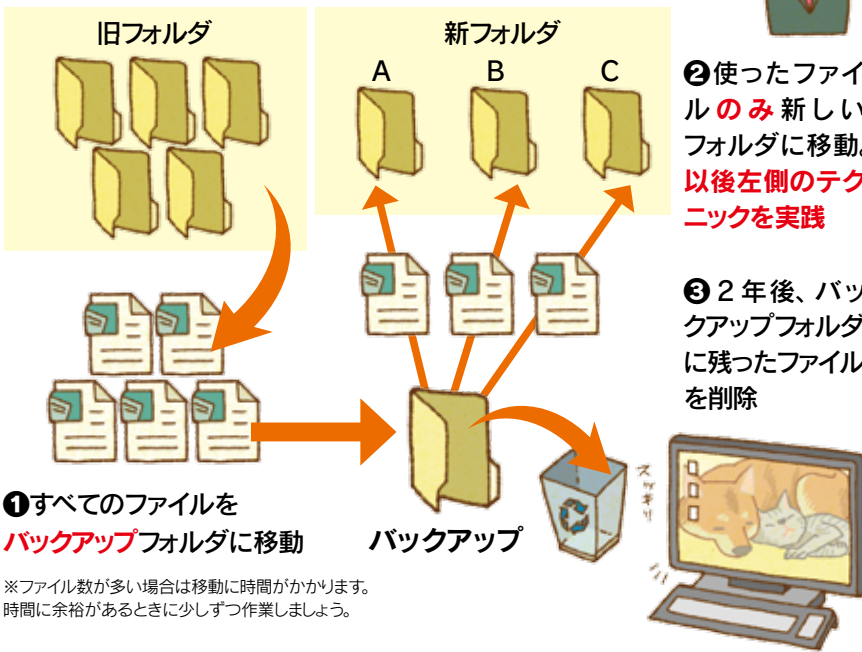 旧フォルダ
新フォルダ
A B C
❷使ったファイ
ルのみ新しい
フォルダに移動。
以後左側のテク
ニックを実践
❸２年後、バッ
クアップフォルダ
に残ったファイル
を削除
❶すべてのファイルを
バックアップフォルダに移動
バックアップ
スッキリ
※ファイル数が多い場合は移動に時間がかかります。
時間に余裕があるときに少しずつ作業しましょう。